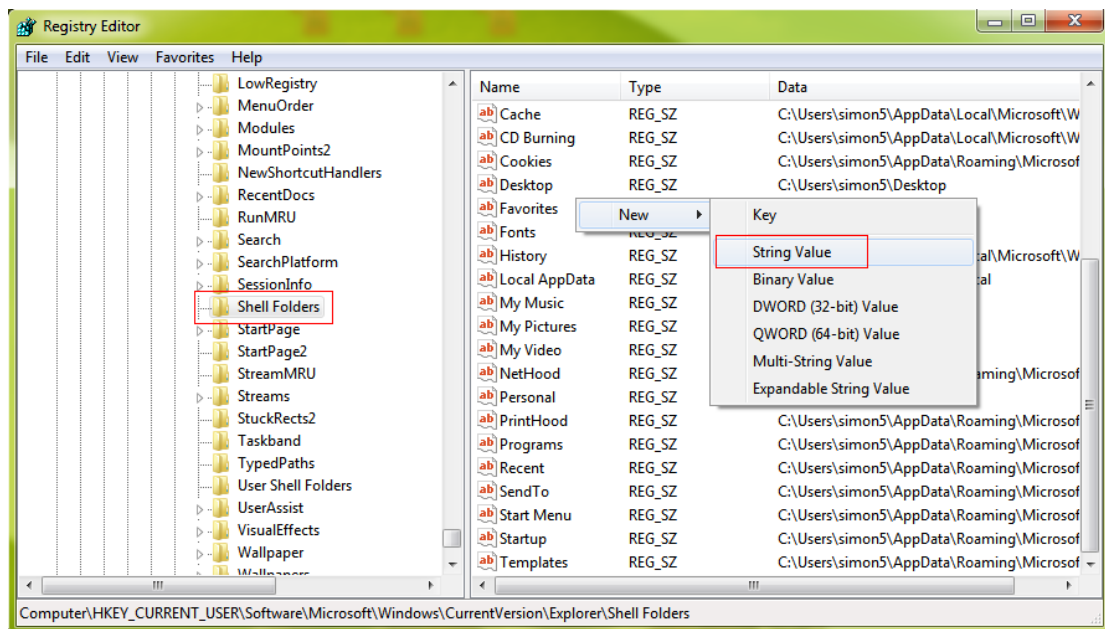 Registry Editor
File Edit View Favorites Help
LowRegistry
MenuOrder
Modules
MountPoints2
NewShortcutHandlers
RecentDocs
RunMRU
Search
SearchPlatform
SessionInfo
Shell Folders
StartPage
StartPage2
StreamMRU
Streams
StuckRects2
Taskband
TypedPaths
User Shell Folders
UserAssist
VisualEffects
Wallpaper
Wallpapers
Name Type Data
Cache REG_SZ C:\Users\simon5\AppData\Local\Microsoft\W
CD Burning REG_SZ C:\Users\simon5\AppData\Local\Microsoft\W
Cookies REG_SZ C:\Users\simon5\AppData\Roaming\Microsof
Desktop REG_SZ C:\Users\simon5\Desktop
Favorites
Fonts REG_SZ
History REG_SZ cal\Microsoft\W
Local AppData REG_SZ cal
My Music REG_SZ
My Pictures REG_SZ
My Video REG_SZ
NetHood REG_SZ aming\Microsof
Personal REG_SZ
PrintHood REG_SZ C:\Users\simon5\AppData\Roaming\Microsof
Programs REG_SZ C:\Users\simon5\AppData\Roaming\Microsof
Recent REG_SZ C:\Users\simon5\AppData\Roaming\Microsof
SendTo REG_SZ C:\Users\simon5\AppData\Roaming\Microsof
Start Menu REG_SZ C:\Users\simon5\AppData\Roaming\Microsof
Startup REG_SZ C:\Users\simon5\AppData\Roaming\Microsof
Templates REG_SZ C:\Users\simon5\AppData\Roaming\Microsof
New
Key
String Value
Binary Value
DWORD (32-bit) Value
QWORD (64-bit) Value
Multi-String Value
Expandable String Value
Computer\HKEY_CURRENT_USER\Software\Microsoft\Windows\CurrentVersion\Explorer\Shell Folders